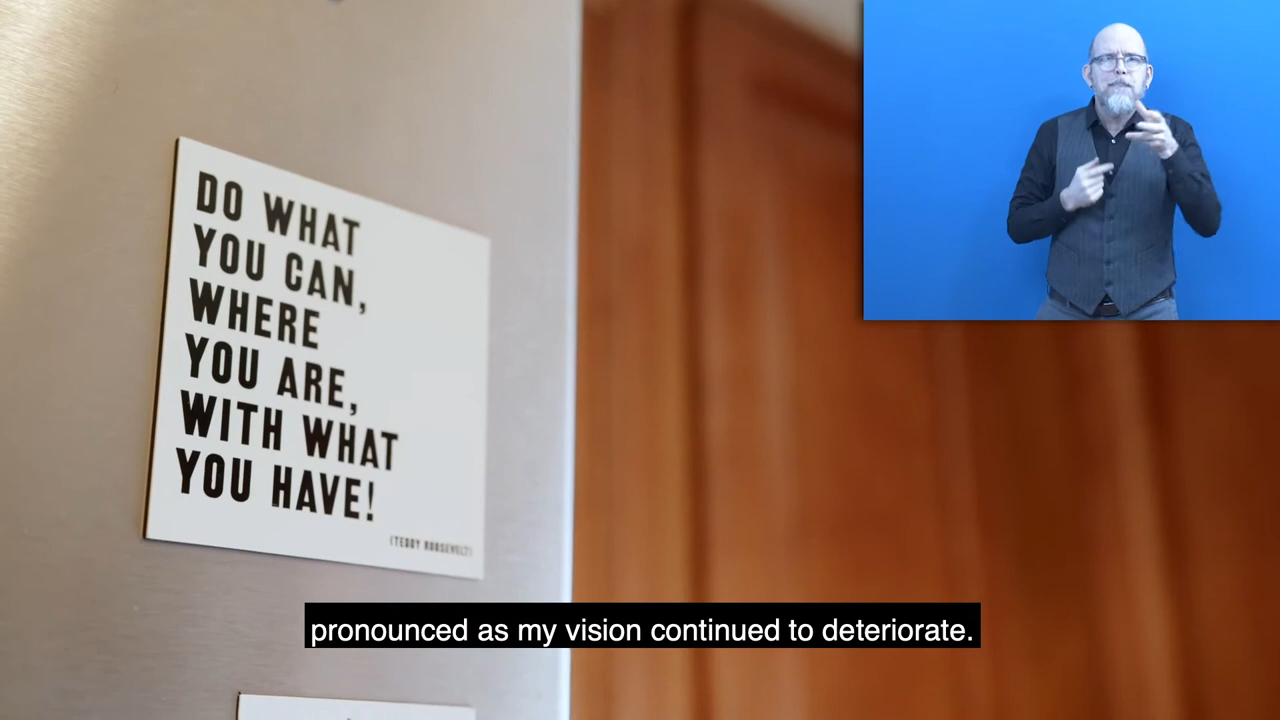 DO WHAT
YOU CAN,
WHERE
YOU ARE,
WITH WHAT
YOU HAVE!
(TEDDY ROOSEVELT)
pronounced as my vision continued to deteriorate.